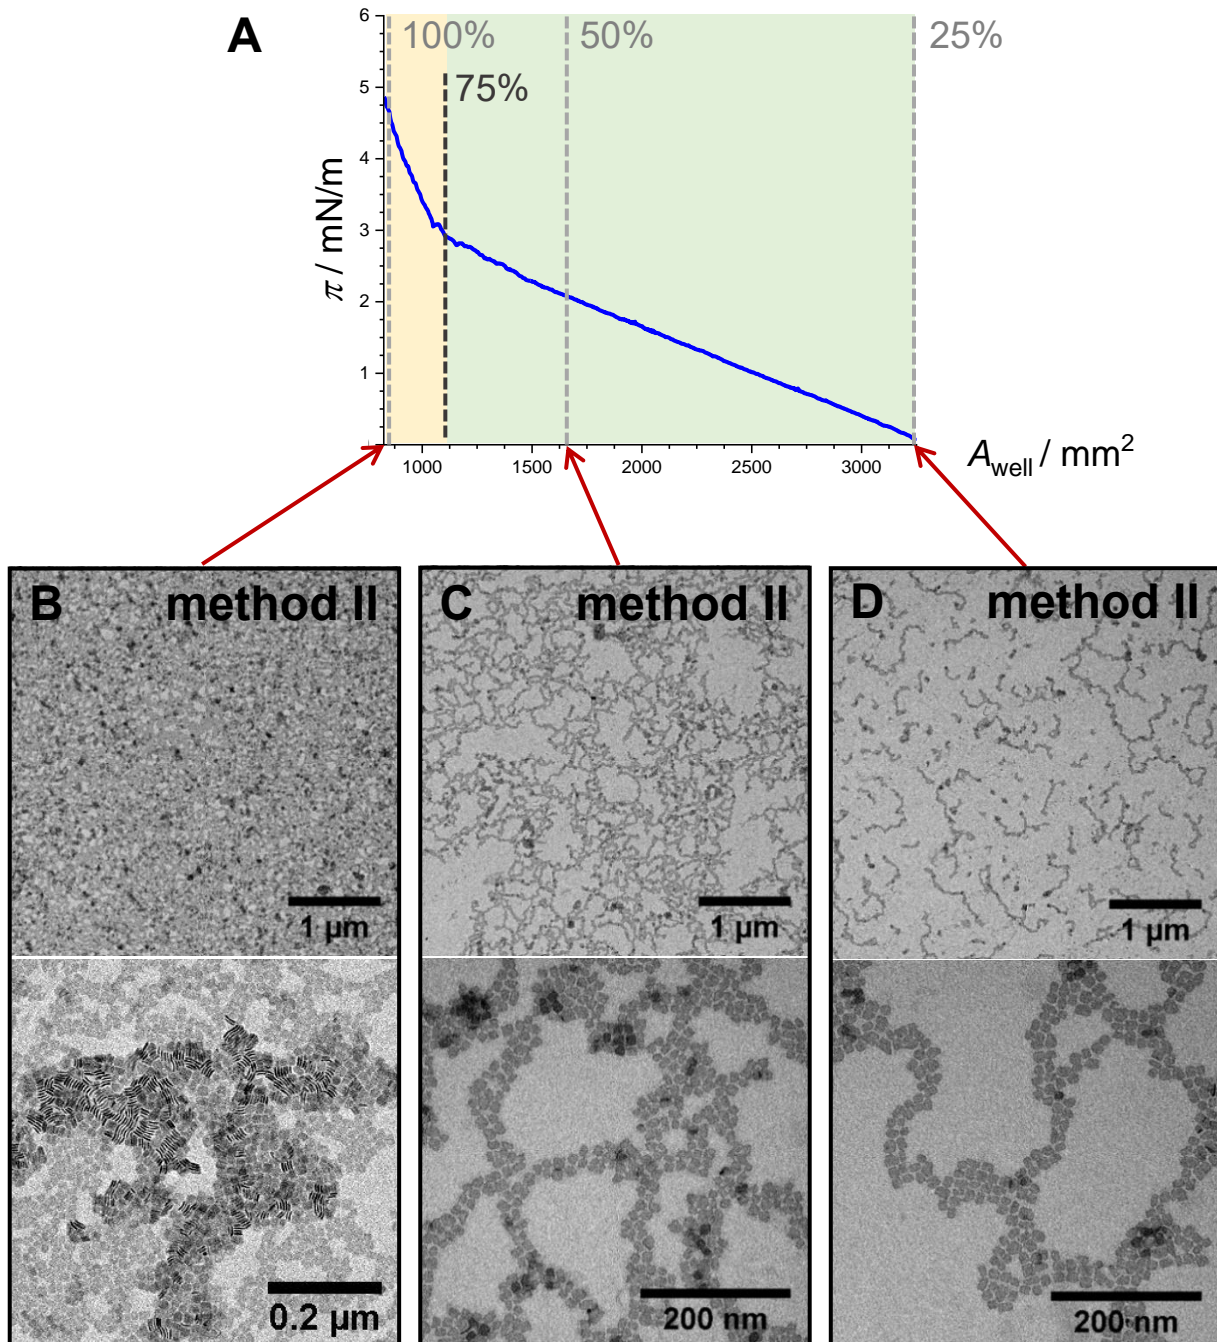 A
6
5
4
3
2
1
π / mN/m
100%
75%
50%
25%
1000 1500 2000 2500 3000
A_well / mm²
B method II
1 µm
0.2 µm
C method II
1 µm
200 nm
D method II
1 µm
200 nm